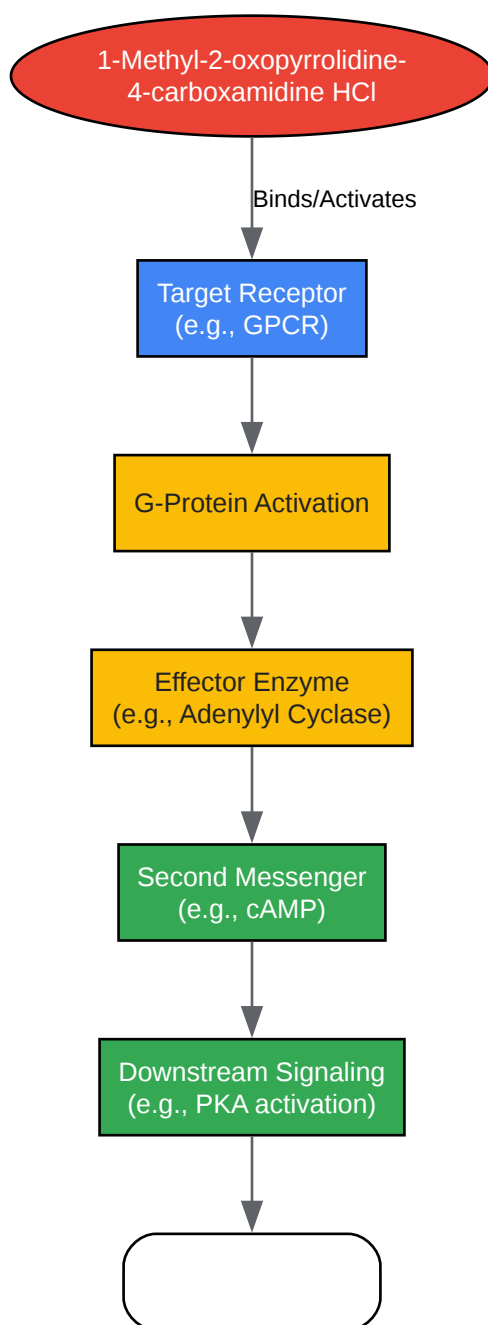 1-Methyl-2-oxopyrrolidine-
4-carboxamidine HCl
Binds/Activates
Target Receptor
(e.g., GPCR)
G-Protein Activation
Effector Enzyme
(e.g., Adenylyl Cyclase)
Second Messenger
(e.g., cAMP)
Downstream Signaling
(e.g., PKA activation)